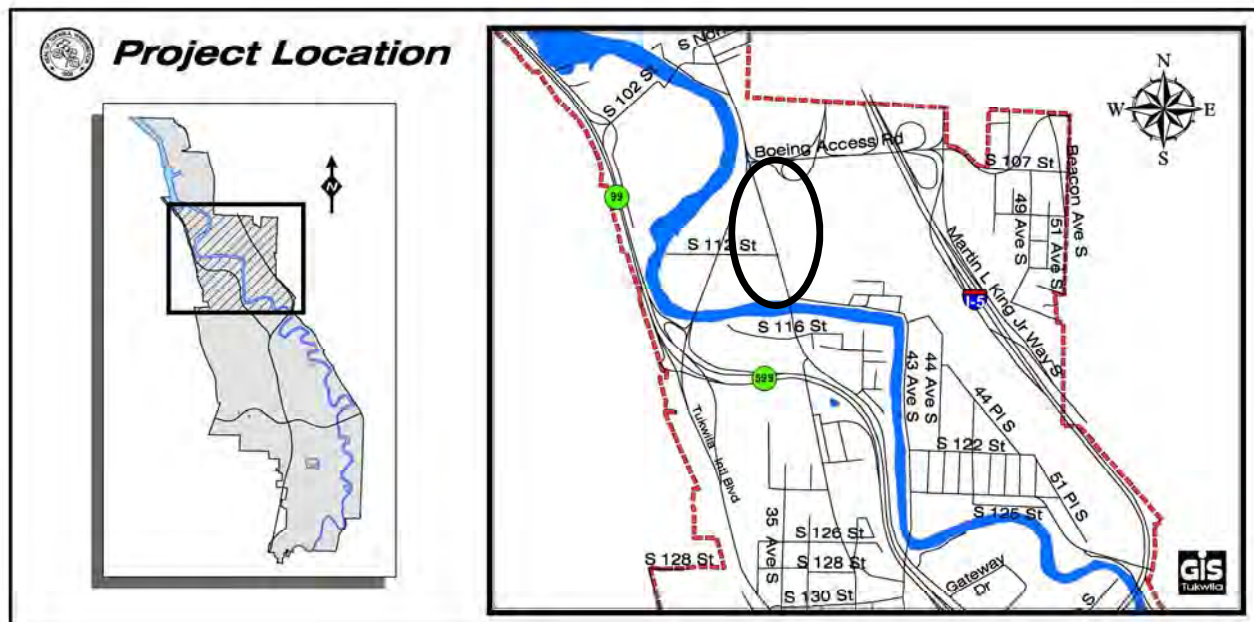 Project Location
N
S 102 St
S Nor
N
W
E
S
Boeing Access Rd
S 107 St
Beacon Ave S
99
49 Ave S
51 Ave S
S 112 St
Martin L King Jr Way S
I-5
S 116 St
599
43 Ave S
44 Ave S
44 Pl S
Tukwila Intl Blvd
S 122 St
51 Pl S
35 Ave S
S 125 St
S 126 St
S 128 St
S 128 St
S 130 St
Gateway Dr
S
GIS
Tukwila